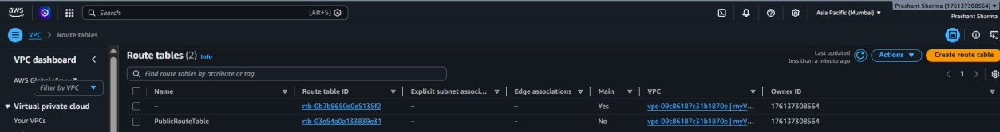 aws
Search
[Alt+S]
Asia Pacific (Mumbai)
Prashant Sharma (176137308564)
Prashant Sharma
VPC > Route tables
VPC dashboard
AWS Global View
Filter by VPC
Virtual private cloud
Your VPCs
Route tables (2) Info
Last updated
less than a minute ago
Actions
Create route table
Find route tables by attribute or tag
1
Name Route table ID Explicit subnet associ... Edge associations Main VPC Owner ID
– rtb-0b7b8650e0e5135f2 – – Yes vpc-09c86187c31b1870e | myV... 176137308564
PublicRouteTable rtb-03e54a0a133839e31 – – No vpc-09c86187c31b1870e | myV... 176137308564